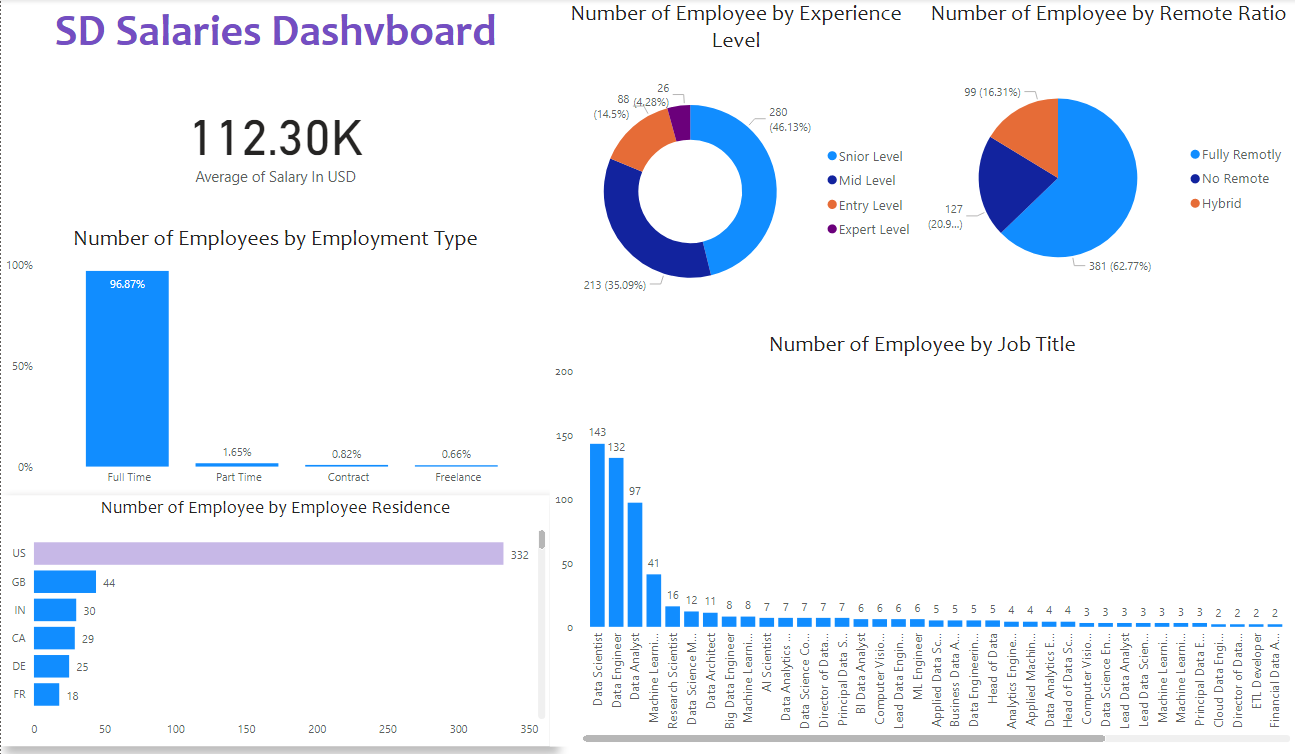 SD Salaries Dashvboard
112.30K
Average of Salary In USD
Number of Employees by Employment Type
100%
50%
0%
96.87%
1.65%
0.82%
0.66%
Full Time
Part Time
Contract
Freelance
Number of Employee by Employee Residence
US
332
GB
44
IN
30
CA
29
DE
25
FR
18
0
50
100
150
200
250
300
350
Number of Employee by Experience
Level
26
(4.28%)
88
(14.5%)
280
(46.13%)
213 (35.09%)
Snior Level
Mid Level
Entry Level
Expert Level
Number of Employee by Remote Ratio
99 (16.31%)
127
(20.9...)
381 (62.77%)
Fully Remotly
No Remote
Hybrid
Number of Employee by Job Title
200
150
100
50
0
143
132
97
41
16
12
11
8
8
7
7
7
7
7
6
6
6
6
5
5
5
5
4
4
4
4
3
3
3
3
3
3
3
2
2
2
2
Data Scientist
Data Engineer
Data Analyst
Machine Learni...
Research Scientist
Data Science M...
Data Architect
Big Data Engineer
Machine Learni...
AI Scientist
Data Analytics ...
Data Science Co...
Director of Data...
Principal Data S...
BI Data Analyst
Computer Visio...
Lead Data Engin...
ML Engineer
Applied Data Sc...
Business Data A...
Data Engineerin...
Head of Data
Analytics Engine...
Applied Machin...
Data Analytics E...
Head of Data Sc...
Computer Visio...
Data Science En...
Lead Data Analyst
Lead Data Scien...
Machine Learni...
Machine Learni...
Principal Data E...
Cloud Data Engi...
Director of Data...
ETL Developer
Financial Data A...